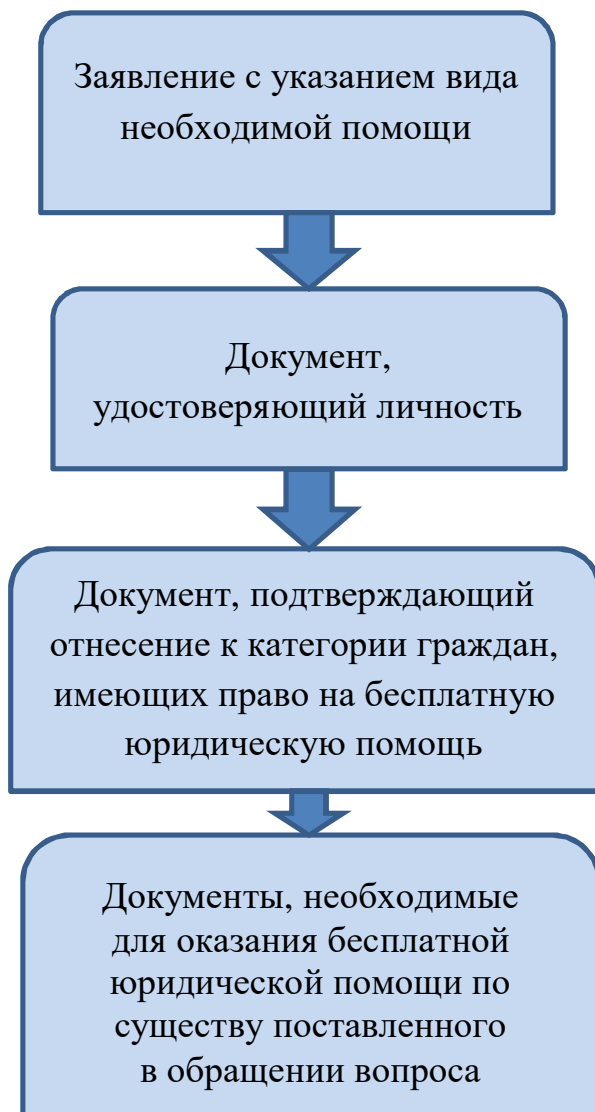 Заявление с указанием вида
необходимой помощи
Документ,
удостоверяющий личность
Документ, подтверждающий
отнесение к категории граждан,
имеющих право на бесплатную
юридическую помощь
Документы, необходимые
для оказания бесплатной
юридической помощи по
существу поставленного
в обращении вопроса